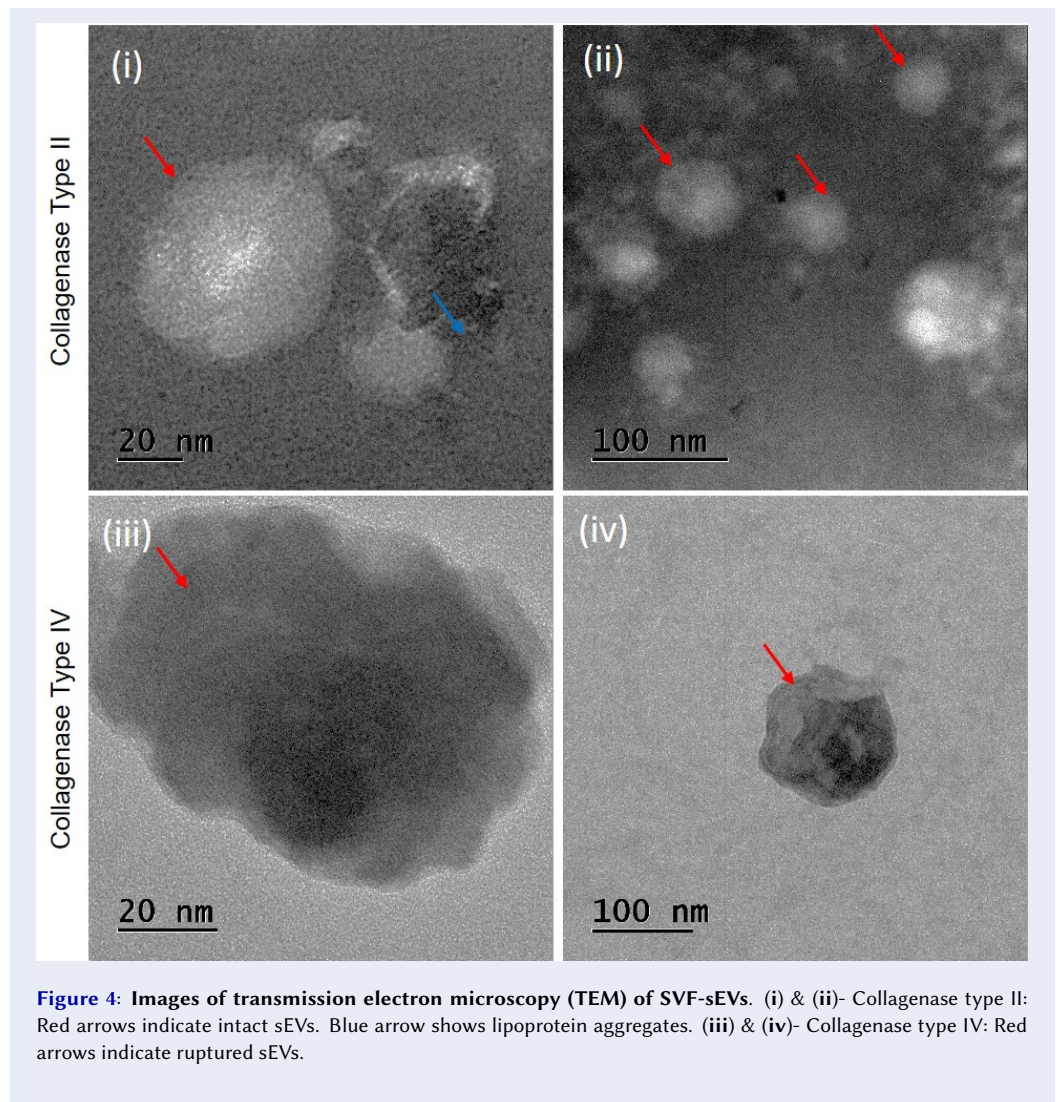 Collagenase Type II
(i)
20 nm
(ii)
100 nm
Collagenase Type IV
(iii)
20 nm
(iv)
100 nm
Figure 4: Images of transmission electron microscopy (TEM) of SVF-sEVs. (i) & (ii)- Collagenase type II:
Red arrows indicate intact sEVs. Blue arrow shows lipoprotein aggregates. (iii) & (iv)- Collagenase type IV: Red
arrows indicate ruptured sEVs.